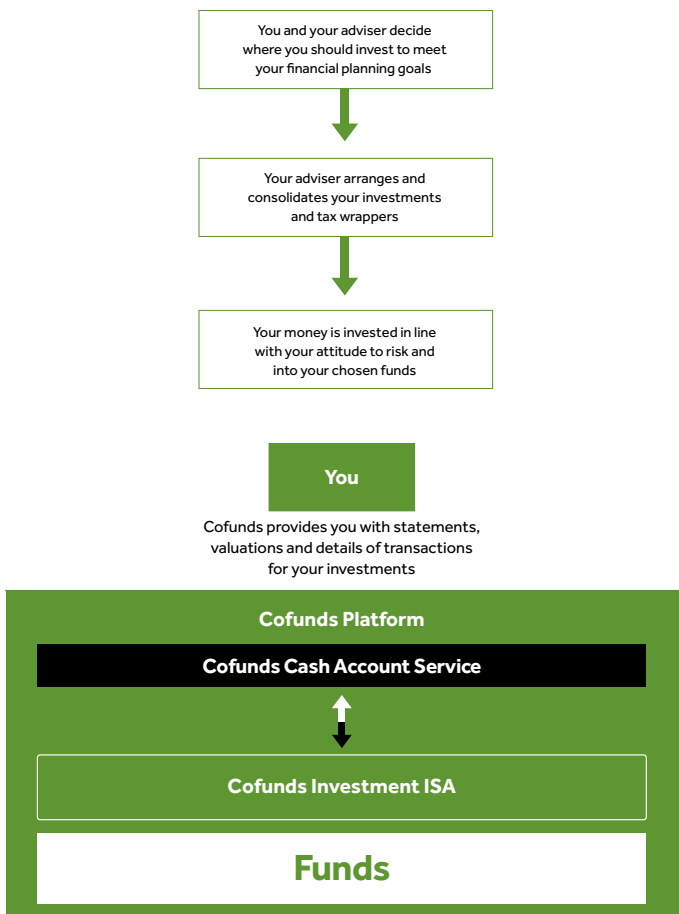 You and your adviser decide
where you should invest to meet
your financial planning goals
Your adviser arranges and
consolidates your investments
and tax wrappers
Your money is invested in line
with your attitude to risk and
into your chosen funds
You
Cofunds provides you with statements,
valuations and details of transactions
for your investments
Cofunds Platform
Cofunds Cash Account Service
Cofunds Investment ISA
Funds